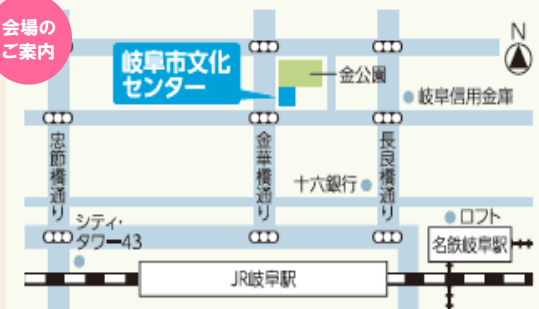 会場の
ご案内
N
岐阜市文化
センター
金公園
岐阜信用金庫
忠節橋通り
金華橋通り
長良橋通り
十六銀行
シティ・
タワー43
ロフト
名鉄岐阜駅
JR岐阜駅